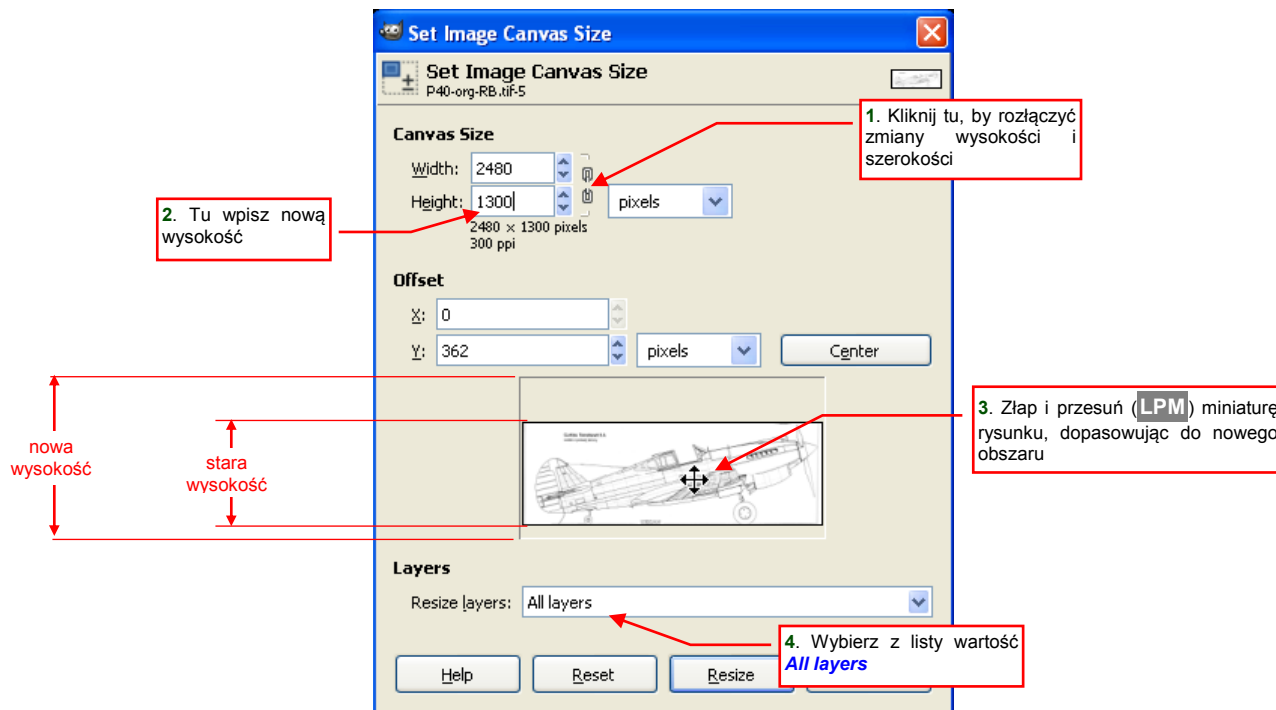 Set Image Canvas Size
Set Image Canvas Size
P40-org-RB.tif-5
1. Kliknij tu, by rozłączyć
zmiany wysokości i
szerokości
Canvas Size
Width: 2480
Height: 1300 pixels
2480 × 1300 pixels
300 ppi
2. Tu wpisz nową
wysokość
Offset
X: 0
Y: 362 pixels Center
nowa
wysokość
stara
wysokość
3. Złap i przesuń (LPM) miniaturę
rysunku, dopasowując do nowego
obszaru
Layers
Resize layers: All layers
4. Wybierz z listy wartość
All layers
Help Reset Resize